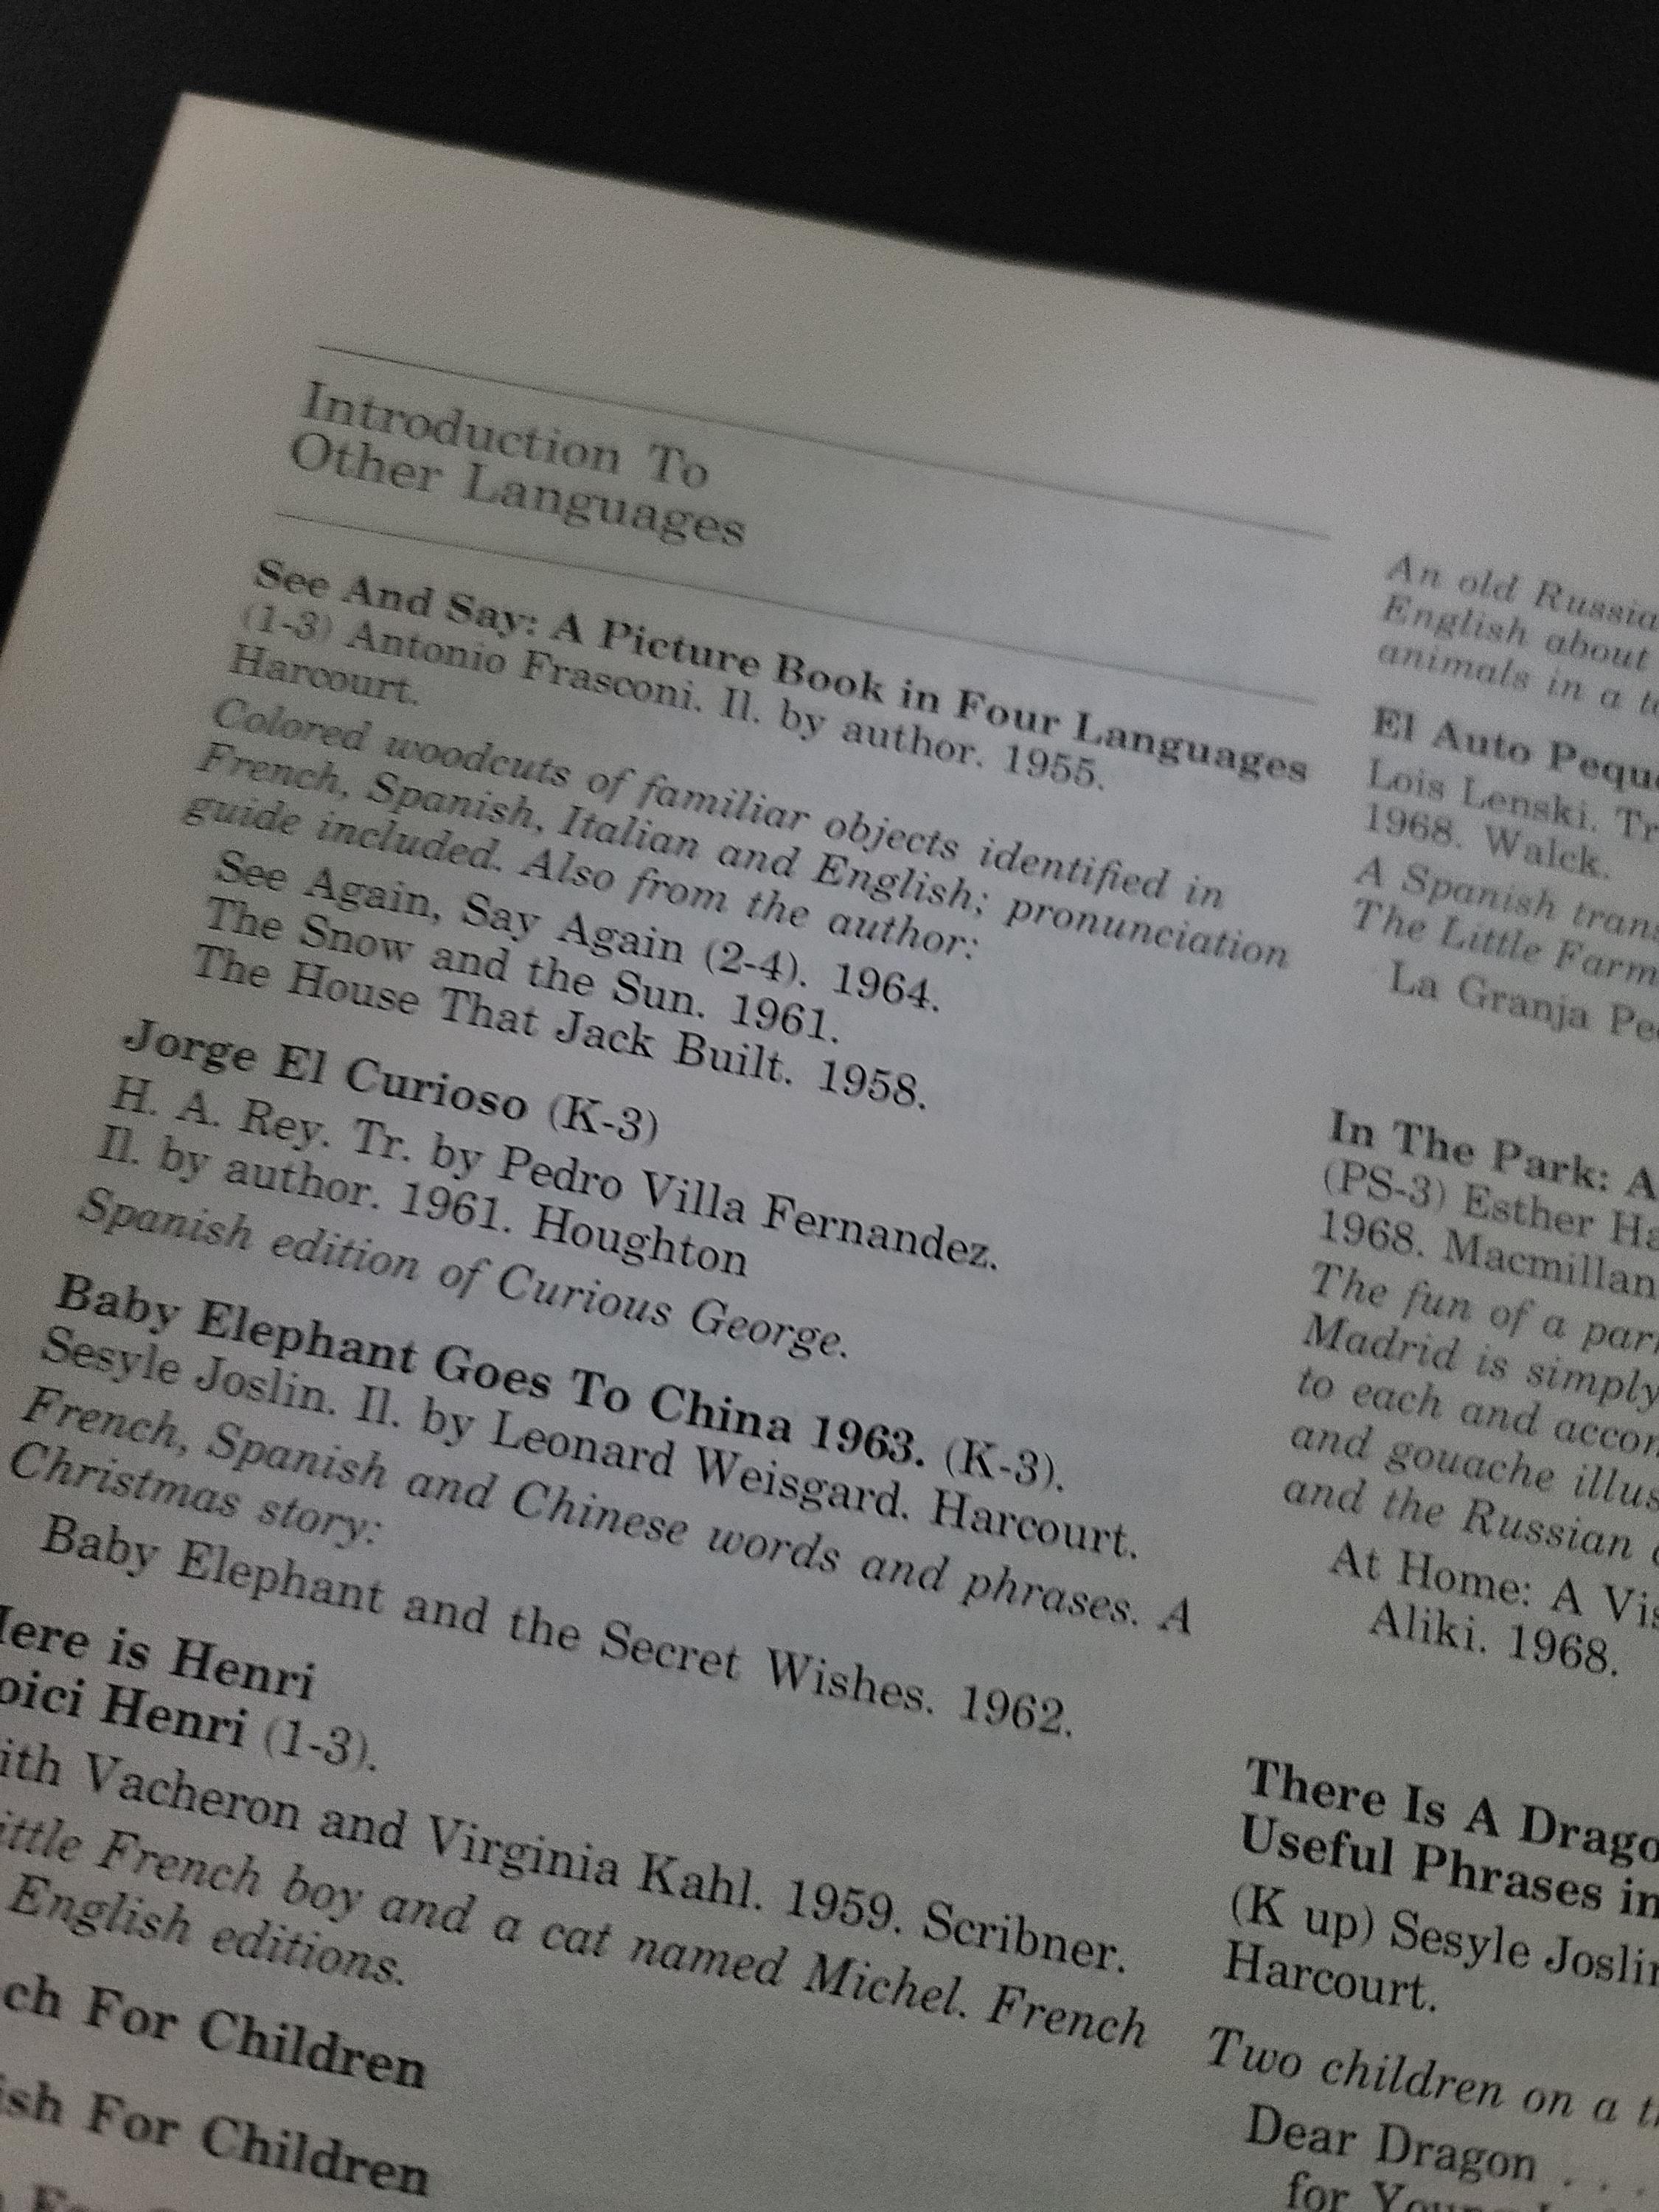 Introduction To
Other Languages
See And Say: A Picture Book in Four Languages
(1-3) Antonio Frasconi. Il. by author. 1955.
Harcourt.
Colored woodcuts of familiar objects identified in
French, Spanish, Italian and English; pronunciation
guide included. Also from the author:
See Again, Say Again (2-4). 1964.
The Snow and the Sun. 1961.
The House That Jack Built. 1958.
Jorge El Curioso (K-3)
H. A. Rey. Tr. by Pedro Villa Fernandez.
Il. by author. 1961. Houghton
Spanish edition of Curious George.
Baby Elephant Goes To China 1963. (K-3).
Sesyle Joslin. Il. by Leonard Weisgard. Harcourt.
French, Spanish and Chinese words and phrases. A
Christmas story:
Baby Elephant and the Secret Wishes. 1962.
is Henri
Henri (1-3).
Vacheron and Virginia Kahl. 1959. Scribner.
French boy and a cat named Michel. French
English editions.
For Children
For Children
An old
English about
animals in a
El Auto
Lois Lenski.
1968. Walck.
A Spanish
The Little
La Granja
In The Park: A
(PS-3) Esther
1968. Macmillan
The fun of a
Madrid is simply
to each and
and gouache
and the Russian
At Home: A
Aliki. 1968.
There Is A
Useful Phrases in
(K up) Sesyle
Harcourt.
Two children on a
Dear Dragon . . .
for